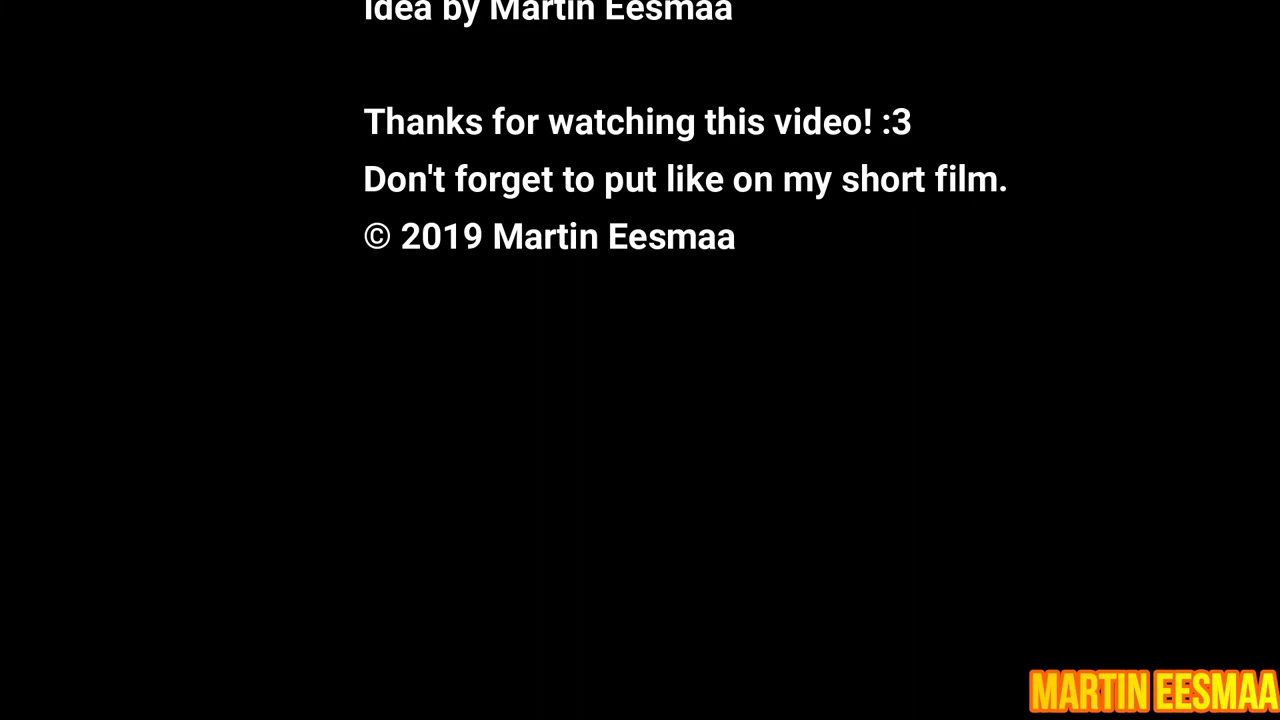 Idea by Martin Eesmaa
Thanks for watching this video! :3
Don't forget to put like on my short film.
© 2019 Martin Eesmaa
MARTIN EESMAA